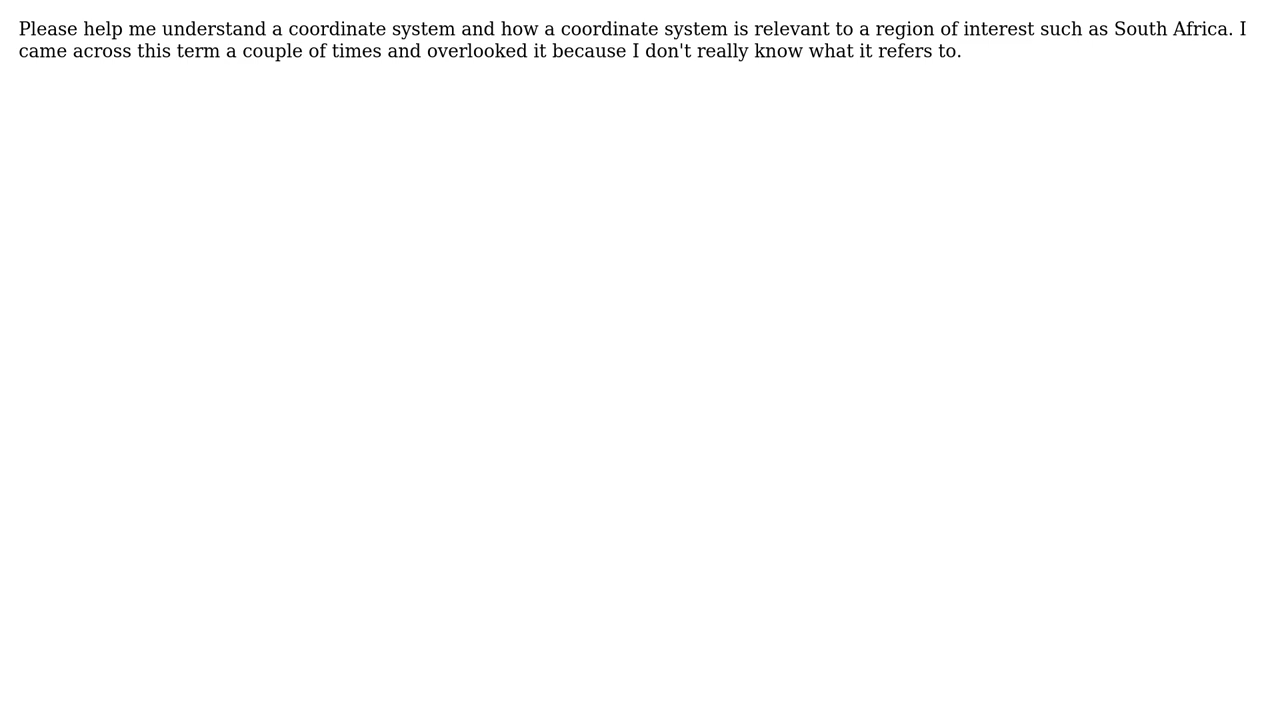 Please help me understand a coordinate system and how a coordinate system is relevant to a region of interest such as South Africa. I
came across this term a couple of times and overlooked it because I don't really know what it refers to.